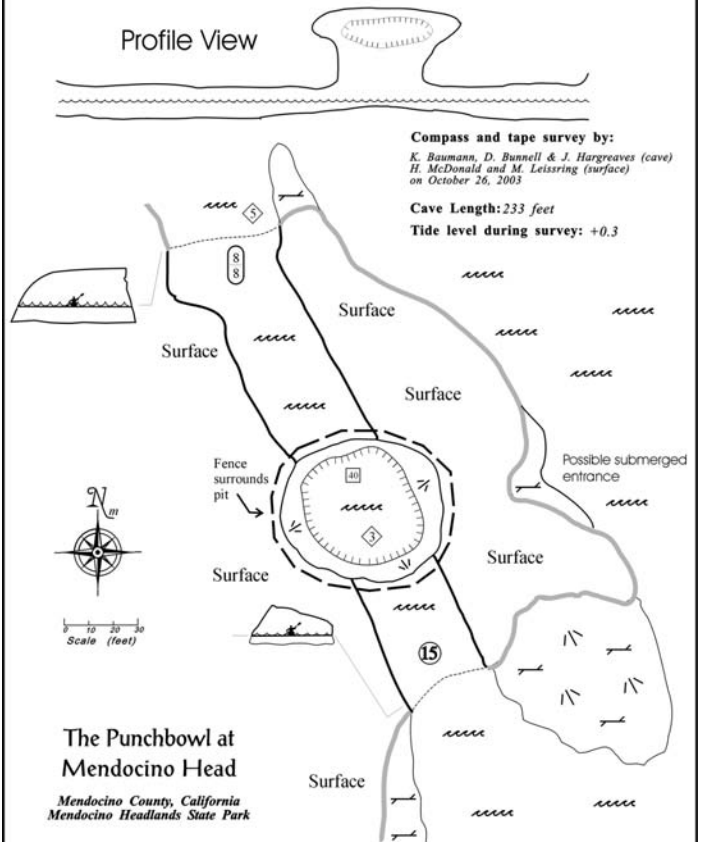 Profile View
Compass and tape survey by:
K. Baumann, D. Bunnell & J. Hargreaves (cave)
H. McDonald and M. Leissring (surface)
on October 26, 2003
Cave Length: 233 feet
Tide level during survey: +0.3
5
8
8
Surface
Surface
Surface
Possible submerged
entrance
Fence
surrounds
pit
40
3
N
m
Surface
Surface
0 10 20 30
Scale (feet)
15
The Punchbowl at
Mendocino Head
Mendocino County, California
Mendocino Headlands State Park
Surface